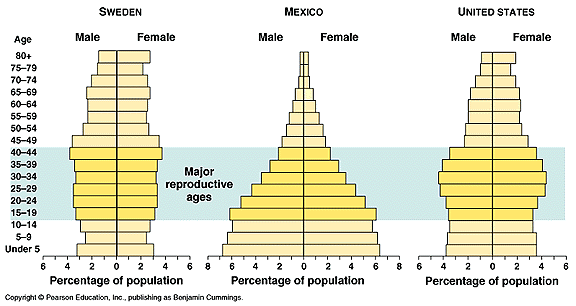 SWEDEN
MEXICO
UNITED STATES
Age
Male Female
Male Female
Male Female
80+
75–79
70–74
65–69
60–64
55–59
50–54
45–49
40–44
35–39
30–34
25–29
20–24
15–19
10–14
5–9
Under 5
Major
reproductive
ages
6 4 2 0 2 4 6
8 6 4 2 0 2 4 6 8
6 4 2 0 2 4 6
Percentage of population
Percentage of population
Percentage of population
Copyright © Pearson Education, Inc., publishing as Benjamin Cummings.